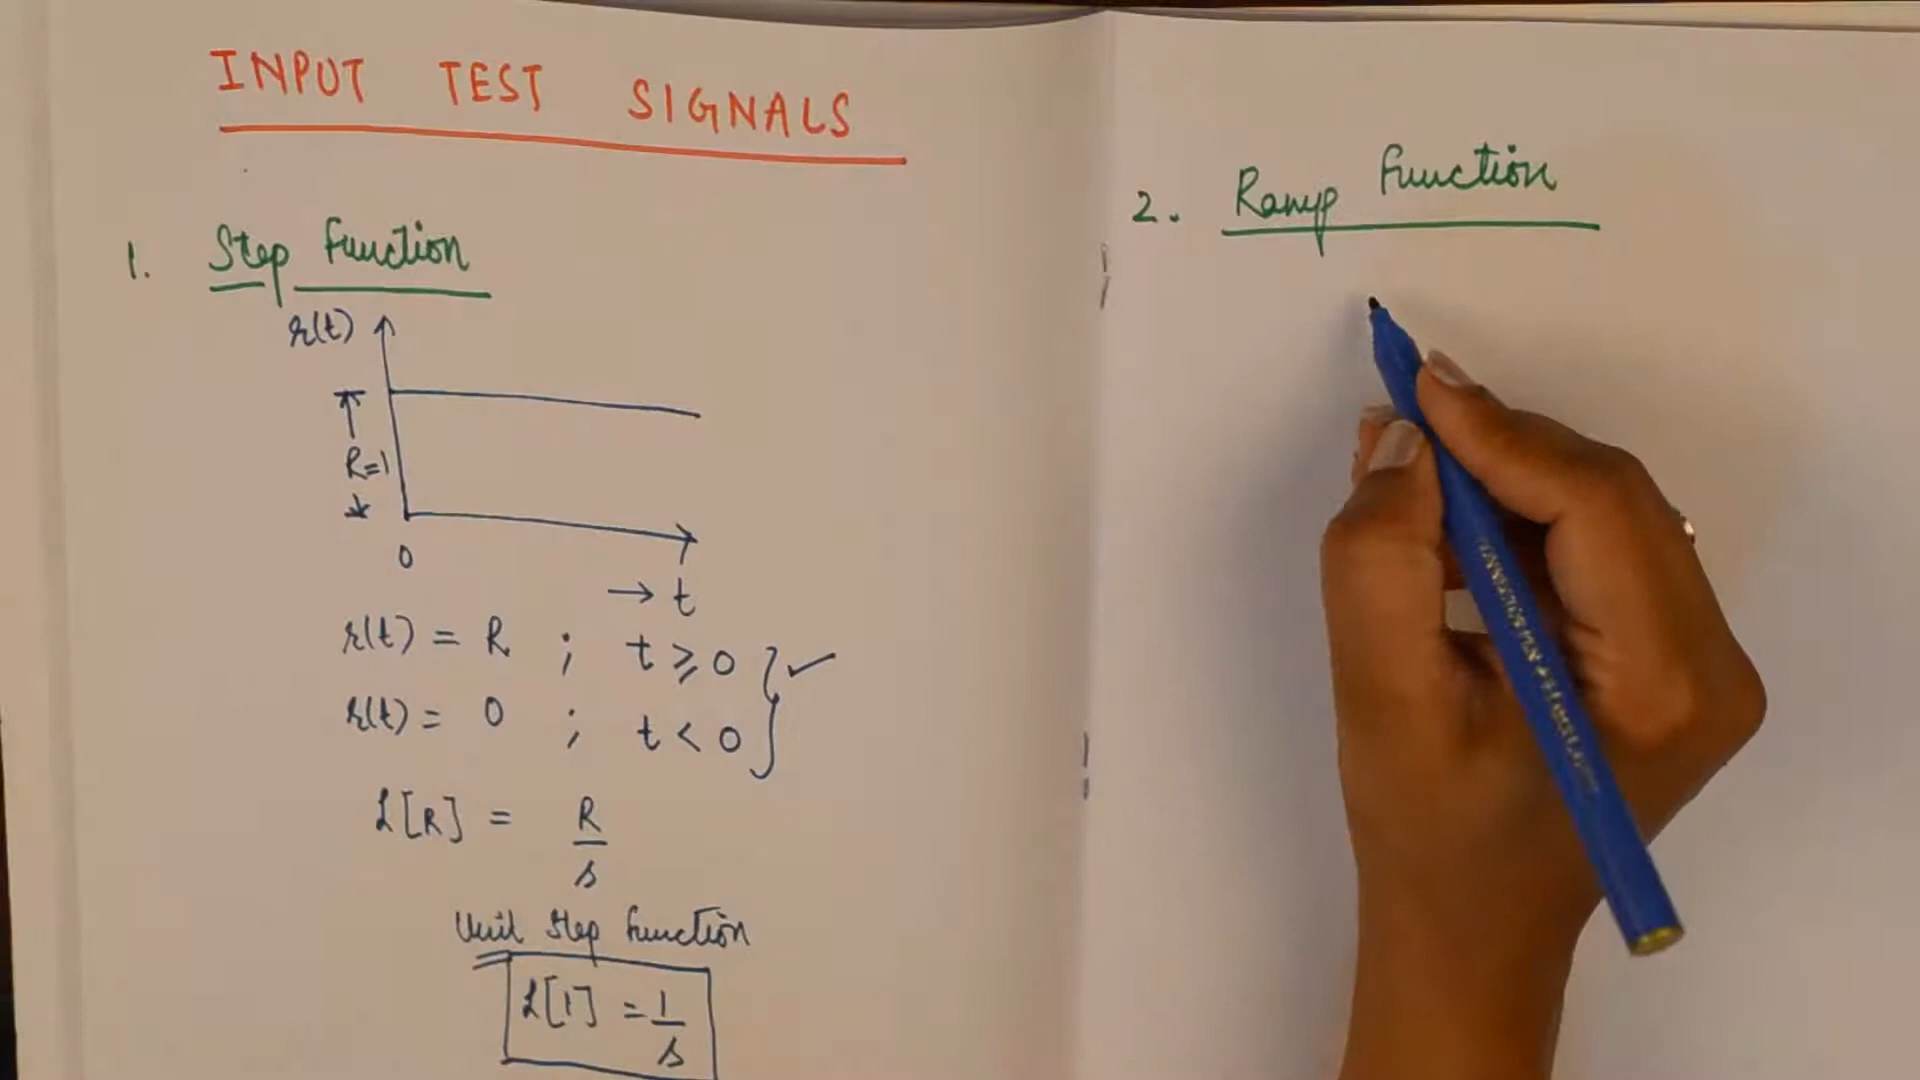 INPUT TEST SIGNALS
1. Step Function
r(t)
R=1
0
→ t
r(t) = R ; t ≥ 0 } ✓
r(t) = 0 ; t < 0
L[R] = R/s
Unit Step Function
L[1] = 1/s
2. Ramp Function